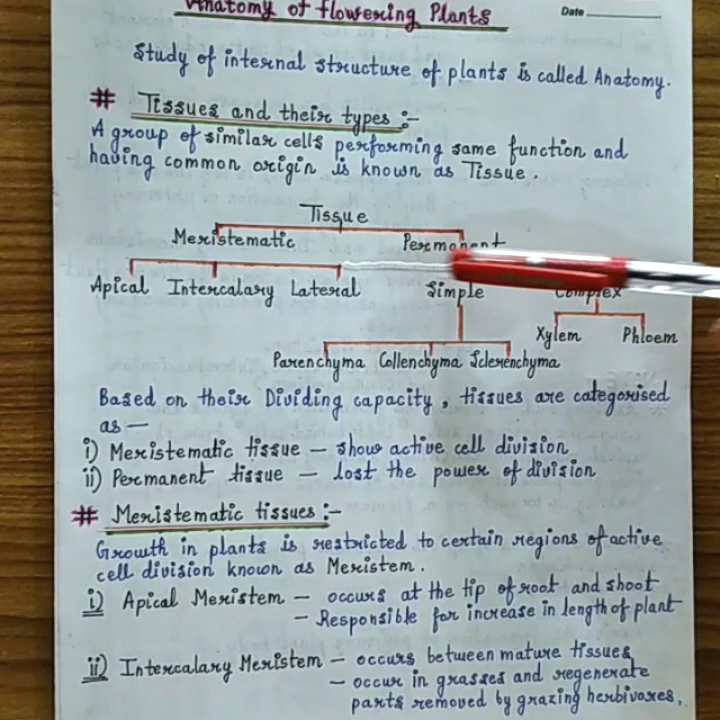 Anatomy of flowering Plants
Date
Study of internal structure of plants is called Anatomy.
# Tissues and their types :-
A group of similar cells performing same function and
having common origin is known as Tissue.
Tissue
Meristematic Permanent
Apical Intercalary Lateral Simple Complex
Xylem Phloem
Parenchyma Collenchyma Sclerenchyma
Based on their Dividing capacity, tissues are categorised
as —
i) Meristematic tissue — show active cell division
ii) Permanent tissue — lost the power of division
# Meristematic tissues :-
Growth in plants is restricted to certain regions of active
cell division known as Meristem.
i) Apical Meristem — occurs at the tip of root and shoot
- Responsible for increase in length of plant
ii) Intercalary Meristem — occurs between mature tissues
- occur in grasses and regenerate
parts removed by grazing herbivores.